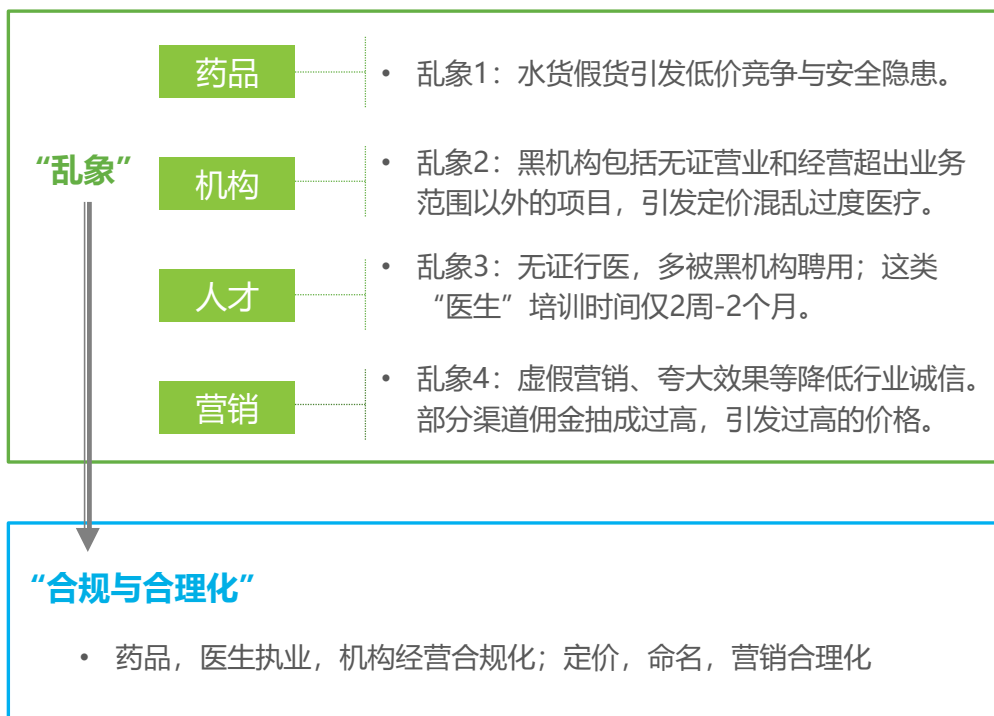 药品
• 乱象1：水货假货引发低价竞争与安全隐患。
“乱象”
机构
• 乱象2：黑机构包括无证营业和经营超出业务
范围以外的项目，引发定价混乱过度医疗。
人才
• 乱象3：无证行医，多被黑机构聘用；这类
“医生”培训时间仅2周-2个月。
营销
• 乱象4：虚假营销、夸大效果等降低行业诚信。
部分渠道佣金抽成过高，引发过高的价格。
“合规与合理化”
• 药品，医生执业，机构经营合规化；定价，命名，营销合理化